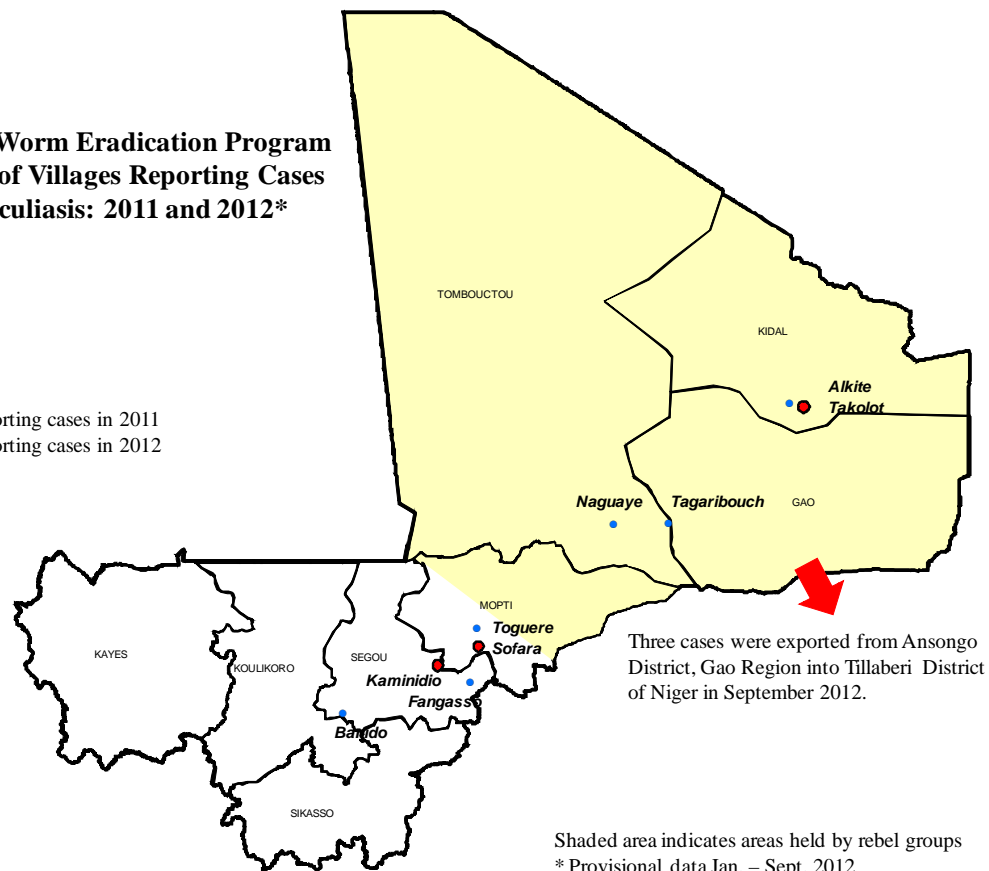 Worm Eradication Program
of Villages Reporting Cases
culiasis: 2011 and 2012*
TOMBOUCTOU
KIDAL
Alkite
Takolot
orting cases in 2011
orting cases in 2012
Naguaye
Tagaribouch
GAO
MOPTI
Toguere
Sofara
KAYES
KOULIKORO
SEGOU
Kaminidio
Fangasso
Three cases were exported from Ansongo
District, Gao Region into Tillaberi District
of Niger in September 2012.
SIKASSO
Shaded area indicates areas held by rebel groups
* Provisional data Jan. – Sept. 2012